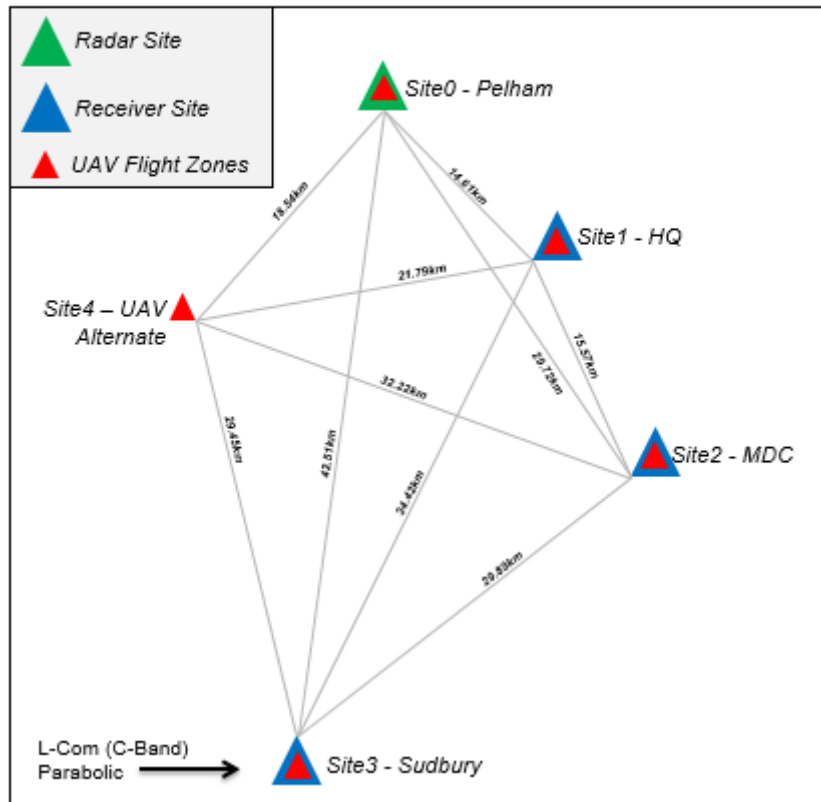 Radar Site
Receiver Site
UAV Flight Zones
Site0 - Pelham
14.61km
18.54km
Site1 - HQ
21.79km
Site4 – UAV
Alternate
15.57km
29.72km
32.22km
29.45km
42.51km
34.42km
Site2 - MDC
29.53km
L-Com (C-Band)
Parabolic
Site3 - Sudbury